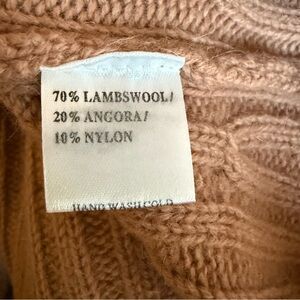 70% LAMBSWOOL/
20% ANGORA/
10% NYLON
HAND WASH COLD